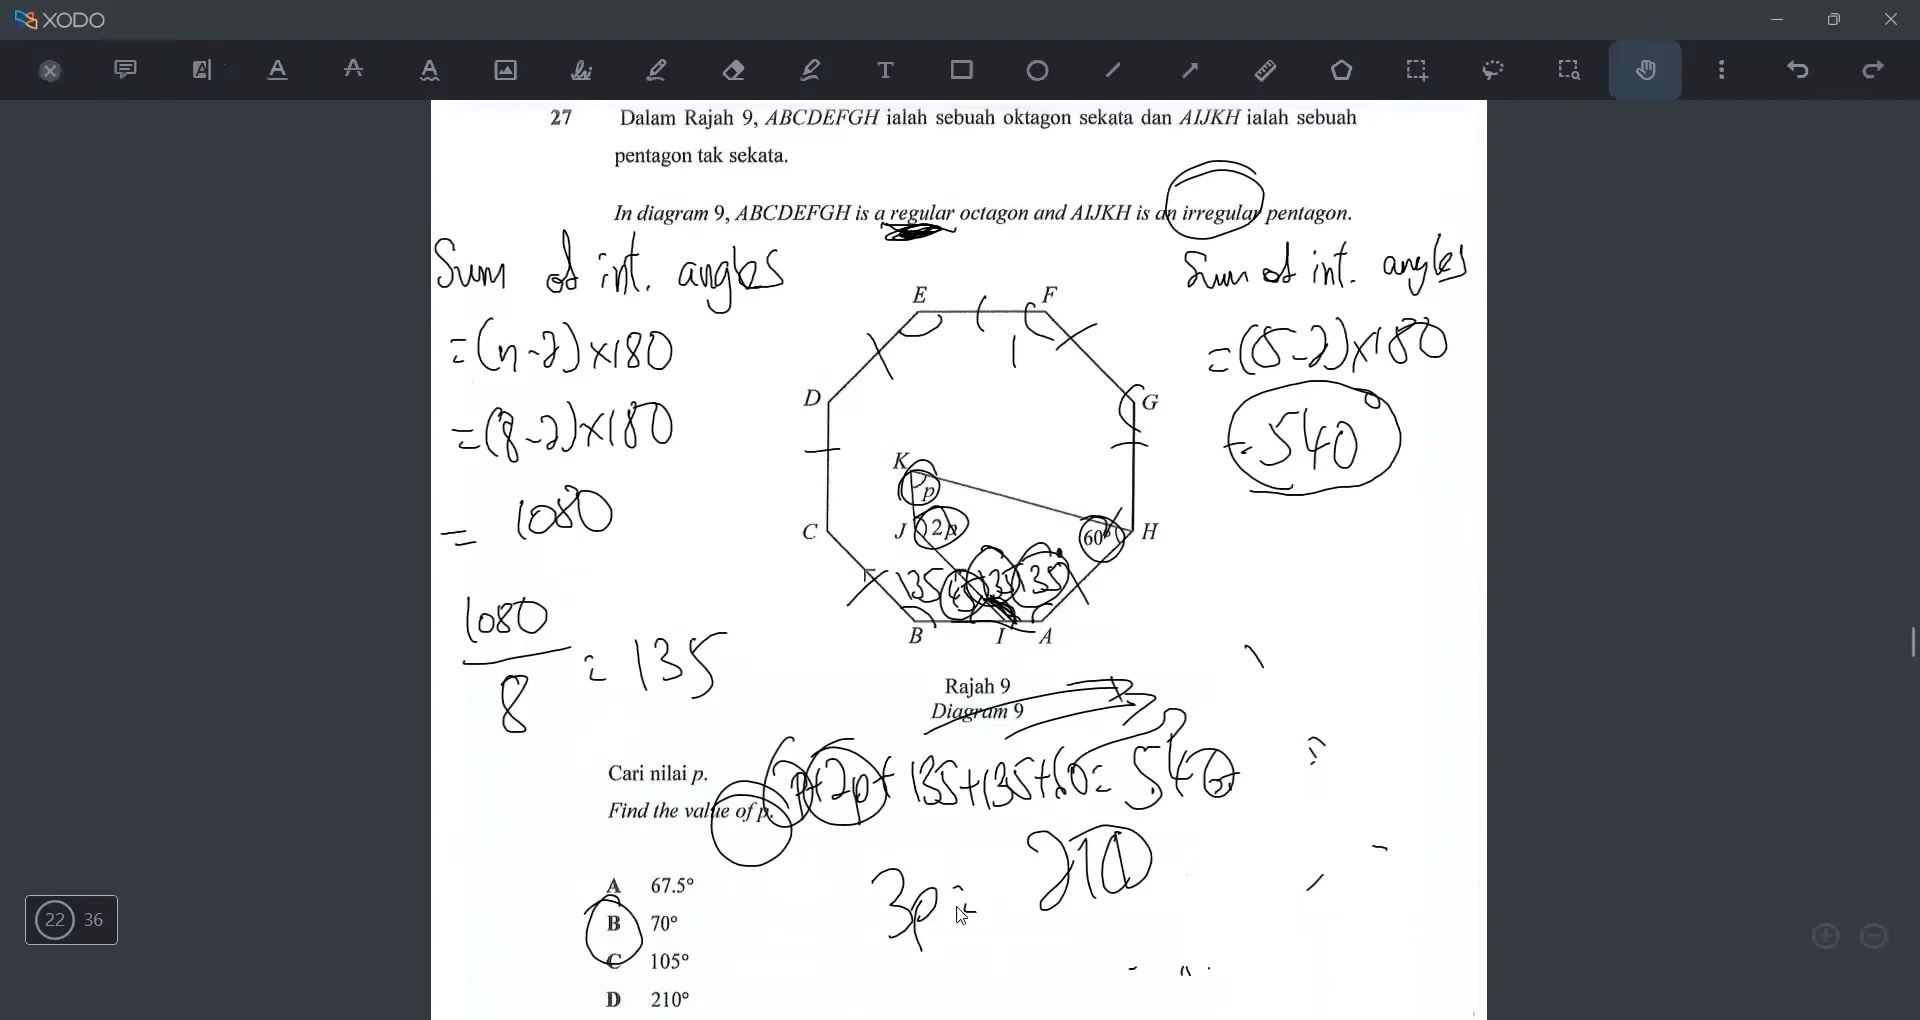 XODO
27 Dalam Rajah 9, ABCDEFGH ialah sebuah oktagon sekata dan AIJKH ialah sebuah
pentagon tak sekata.
In diagram 9, ABCDEFGH is a regular octagon and AIJKH is an irregular pentagon.
Sum of int. angles
= (n-2)×180
= (8-2)×180
= 1080
1080
8
= 135
Sum of int. angles
= (5-2)×180
= 540°
E F
D G
K
p
C J 2p 60° H
135 45 135 135°
B I A
Rajah 9
Diagram 9
Cari nilai p.
Find the value of p.
p+2p+135+135+60=540
3p = 210
A 67.5°
B 70°
C 105°
D 210°
22 36